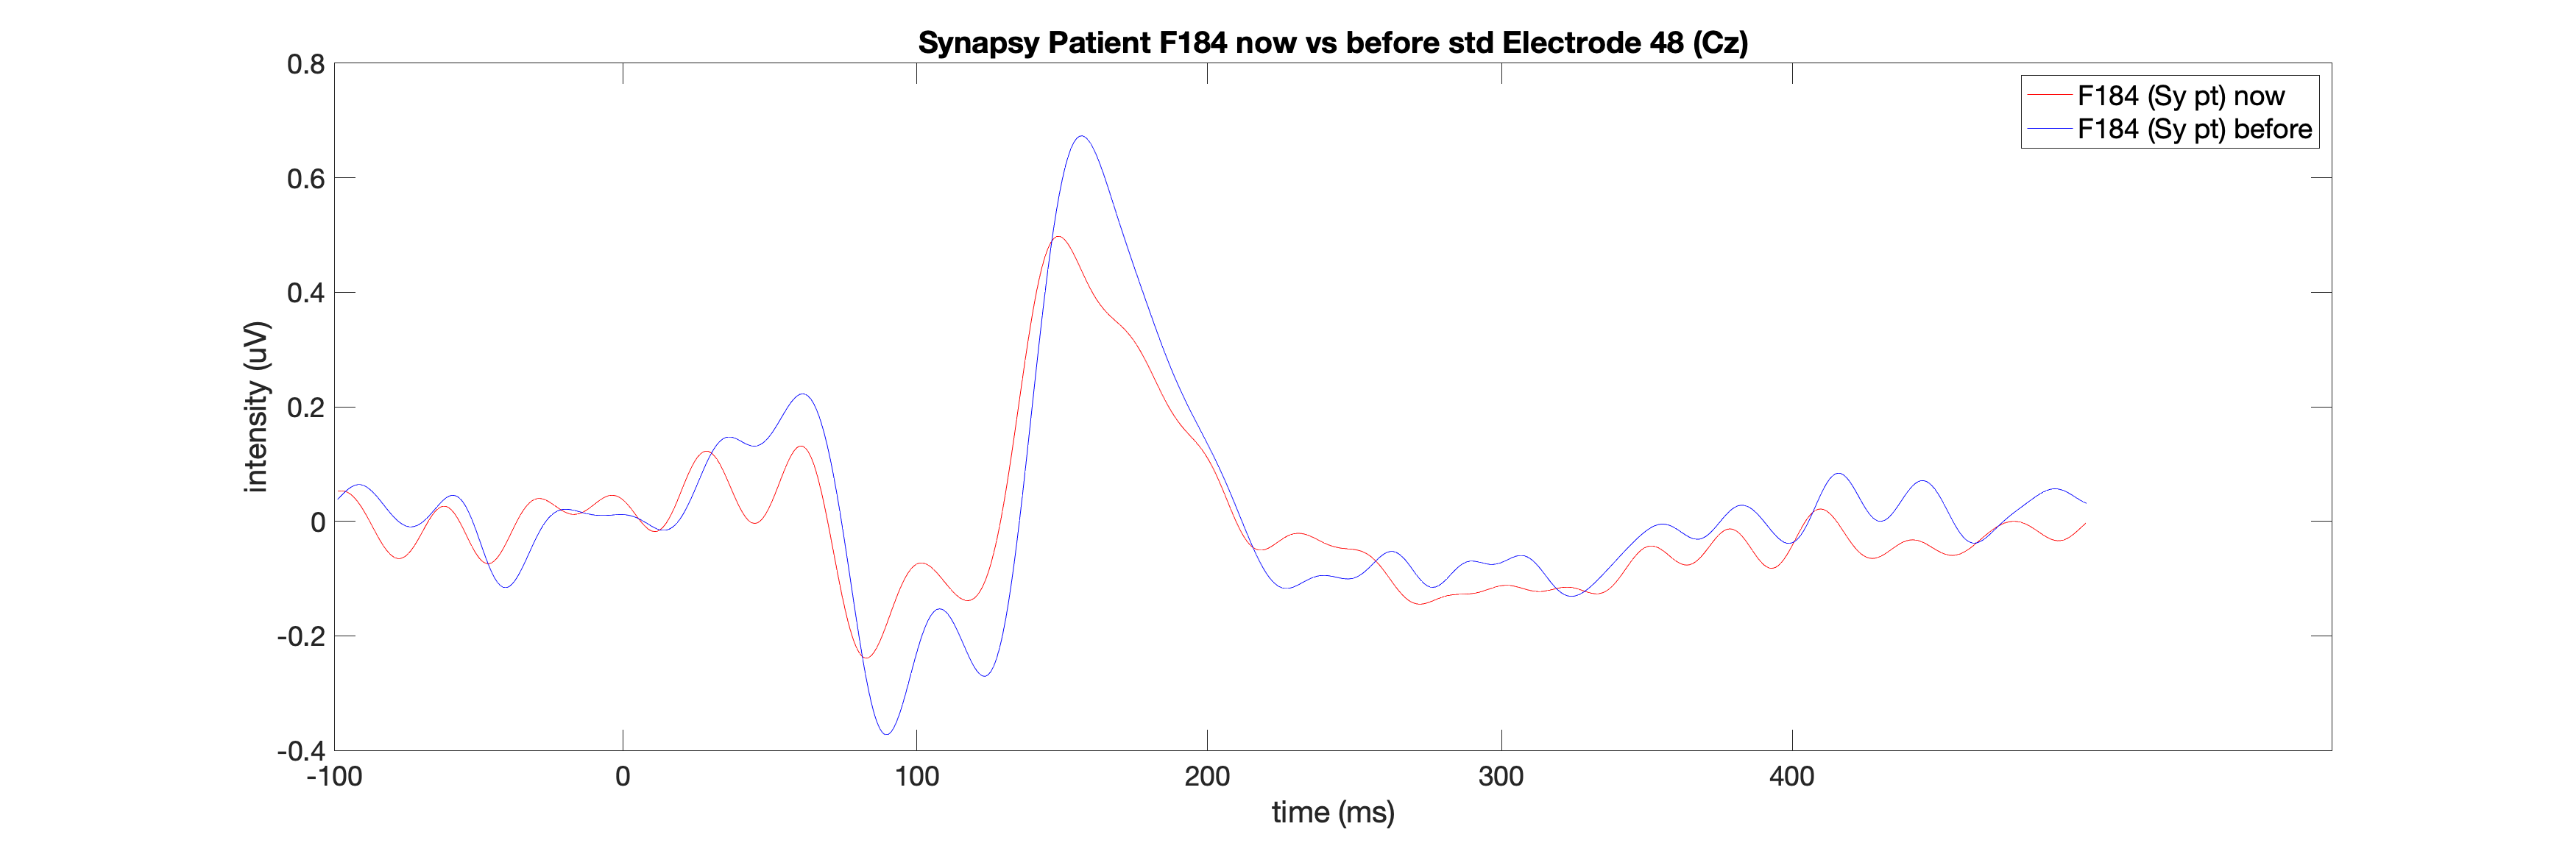 Synapsy Patient F184 now vs before std Electrode 48 (Cz)
0.8
0.6
0.4
0.2
0
-0.2
-0.4
intensity (uV)
F184 (Sy pt) now
F184 (Sy pt) before
-100 0 100 200 300 400
time (ms)